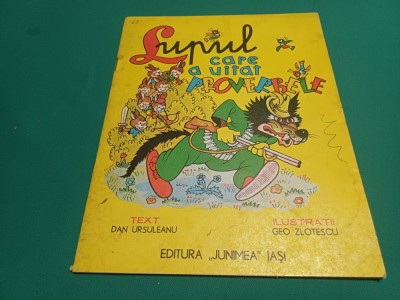 Lupul
care
a uitat
PROVERBELE
TEXT
DAN URSULEANU
ILUSTRAȚII
GEO ZLOTESCU
EDITURA „JUNIMEA” IAȘI